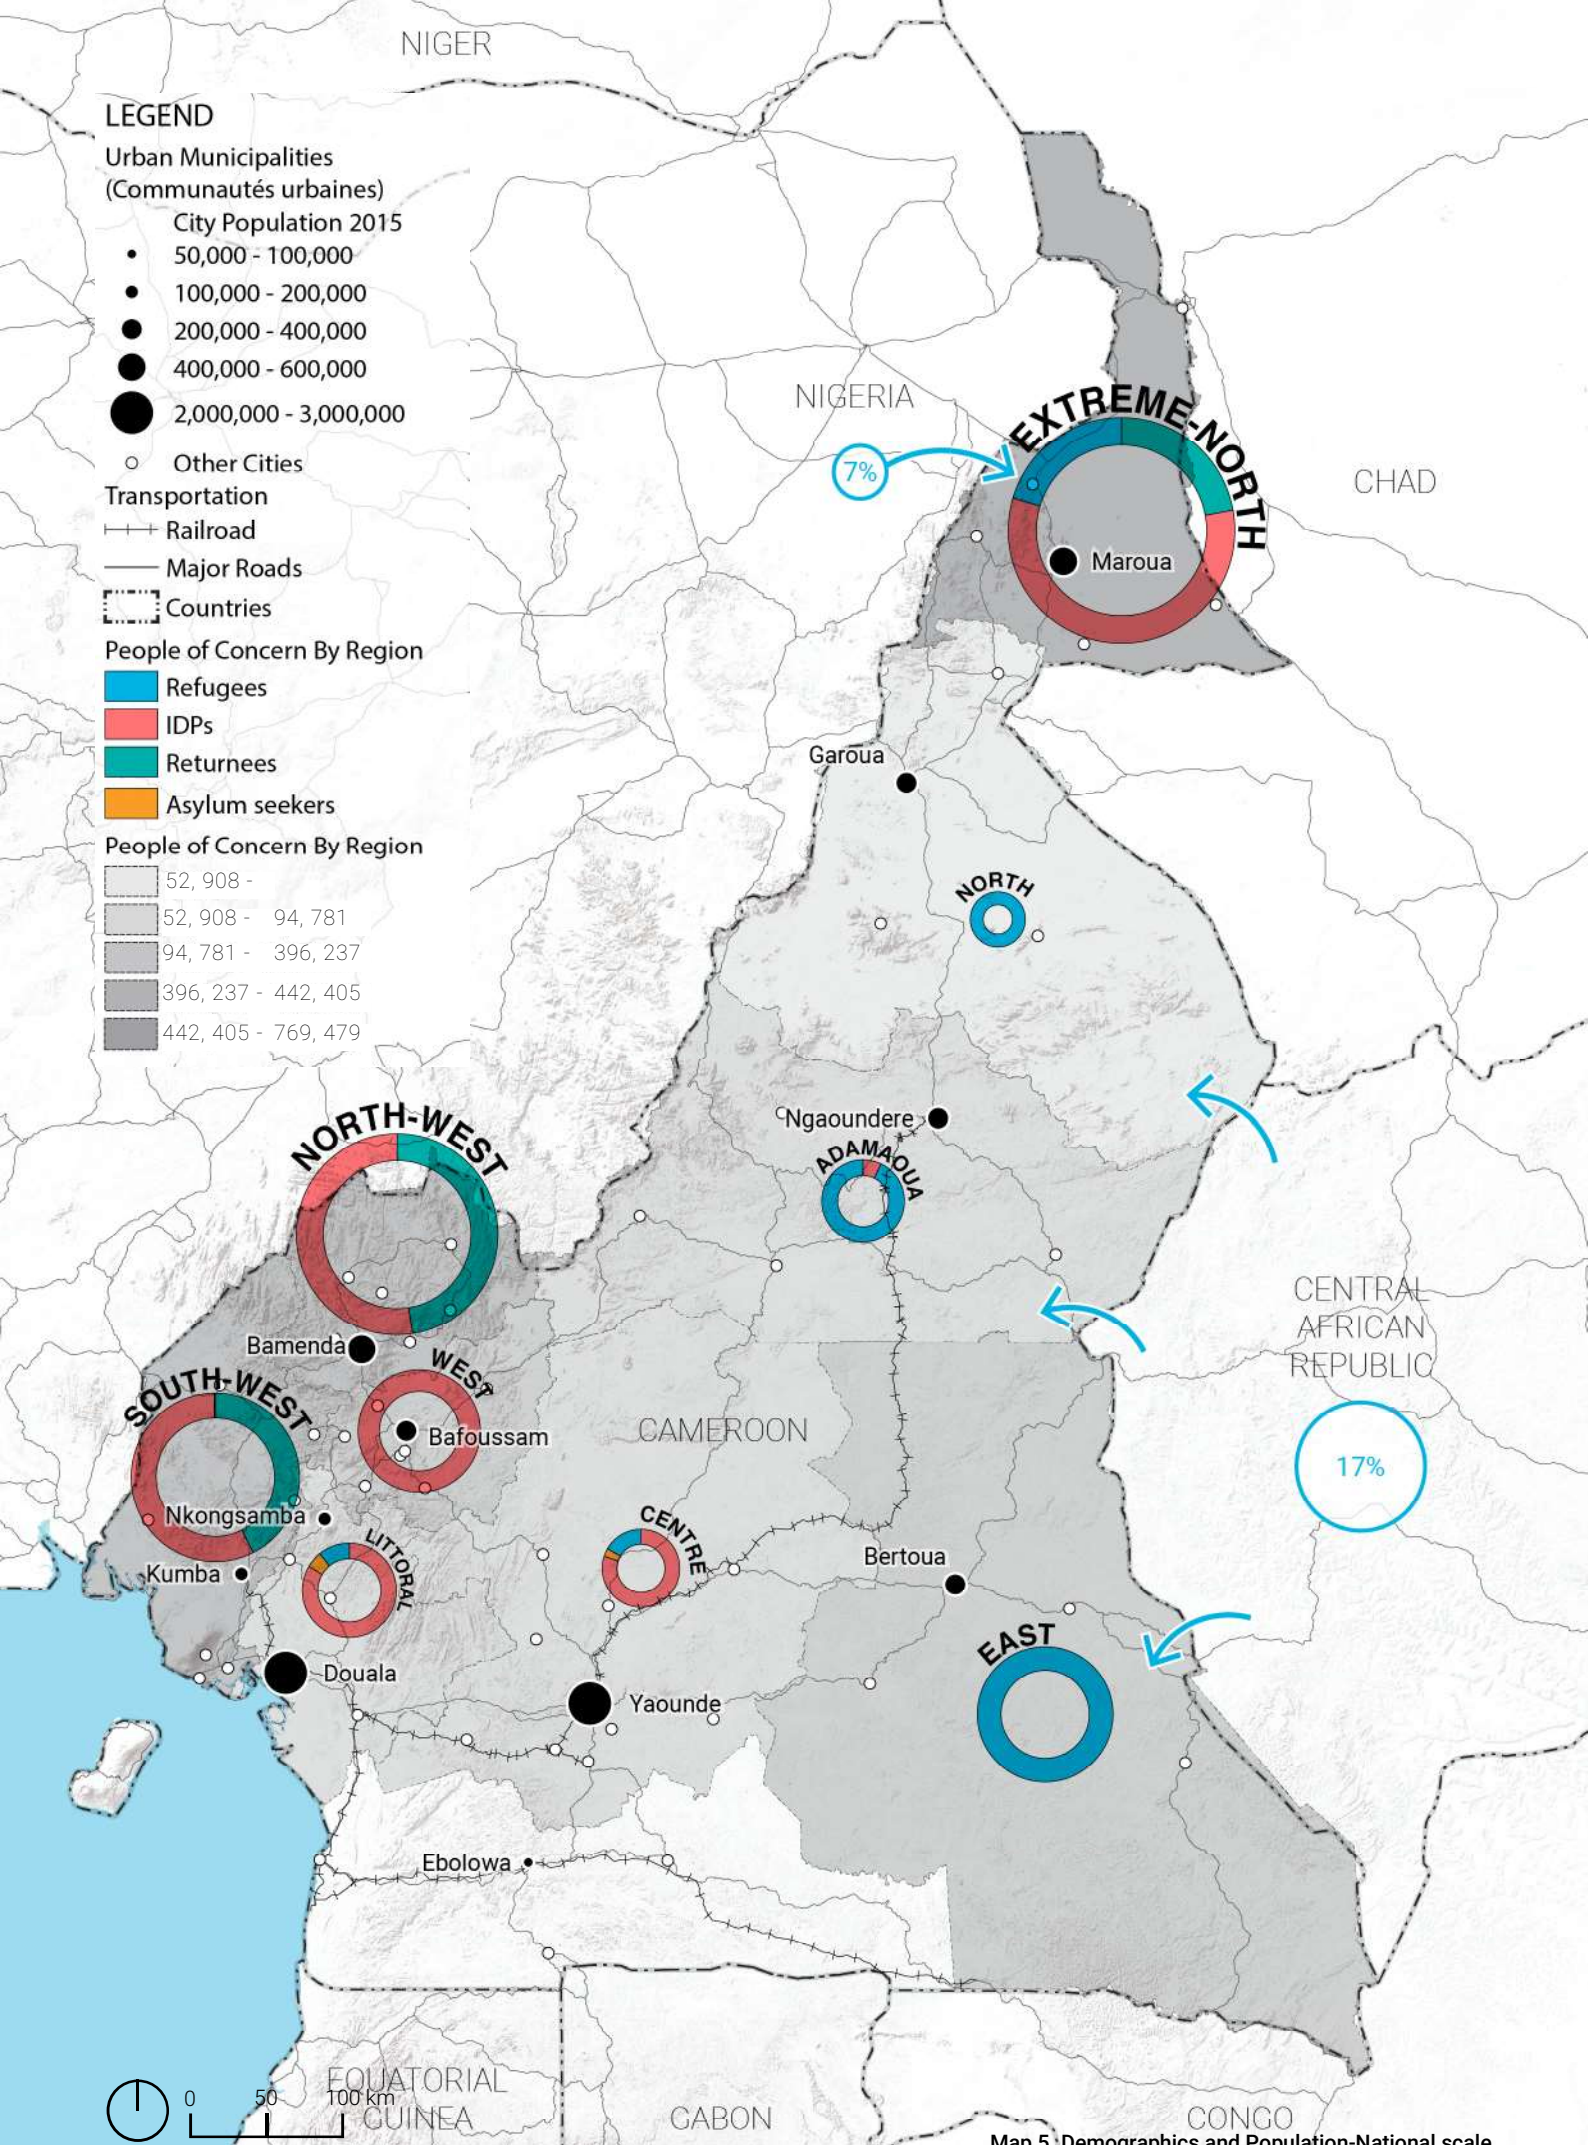 NIGER
LEGEND
Urban Municipalities
(Communautés urbaines)
City Population 2015
50,000 - 100,000
100,000 - 200,000
200,000 - 400,000
400,000 - 600,000
2,000,000 - 3,000,000
Other Cities
Transportation
Railroad
Major Roads
Countries
People of Concern By Region
Refugees
IDPs
Returnees
Asylum seekers
People of Concern By Region
52, 908 -
52, 908 - 94, 781
94, 781 - 396, 237
396, 237 - 442, 405
442, 405 - 769, 479
NIGERIA
7%
EXTREME-NORTH
CHAD
Maroua
Garoua
NORTH
Ngaoundere
ADAMAOUA
NORTH-WEST
Bamenda
WEST
SOUTH-WEST
Bafoussam
CAMEROON
CENTRAL
AFRICAN
REPUBLIC
17%
Nkongsamba
LITTORAL
CENTRE
Kumba
Bertoua
EAST
Douala
Yaounde
Ebolowa
EQUATORIAL
GUINEA
0 50 100 km
GABON
CONGO
Map 5. Demographics and Population-National scale